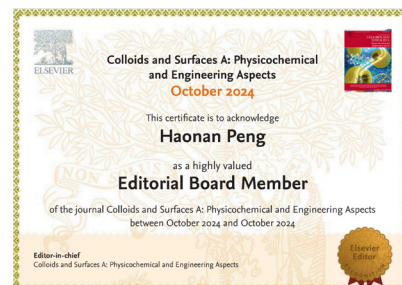 ELSEVIER
Colloids and Surfaces A: Physicochemical
and Engineering Aspects
October 2024
This certificate is to acknowledge
Haonan Peng
as a highly valued
Editorial Board Member
of the journal Colloids and Surfaces A: Physicochemical and Engineering Aspects
between October 2024 and October 2024
Editor-in-chief
Colloids and Surfaces A: Physicochemical and Engineering Aspects
Elsevier
Editor